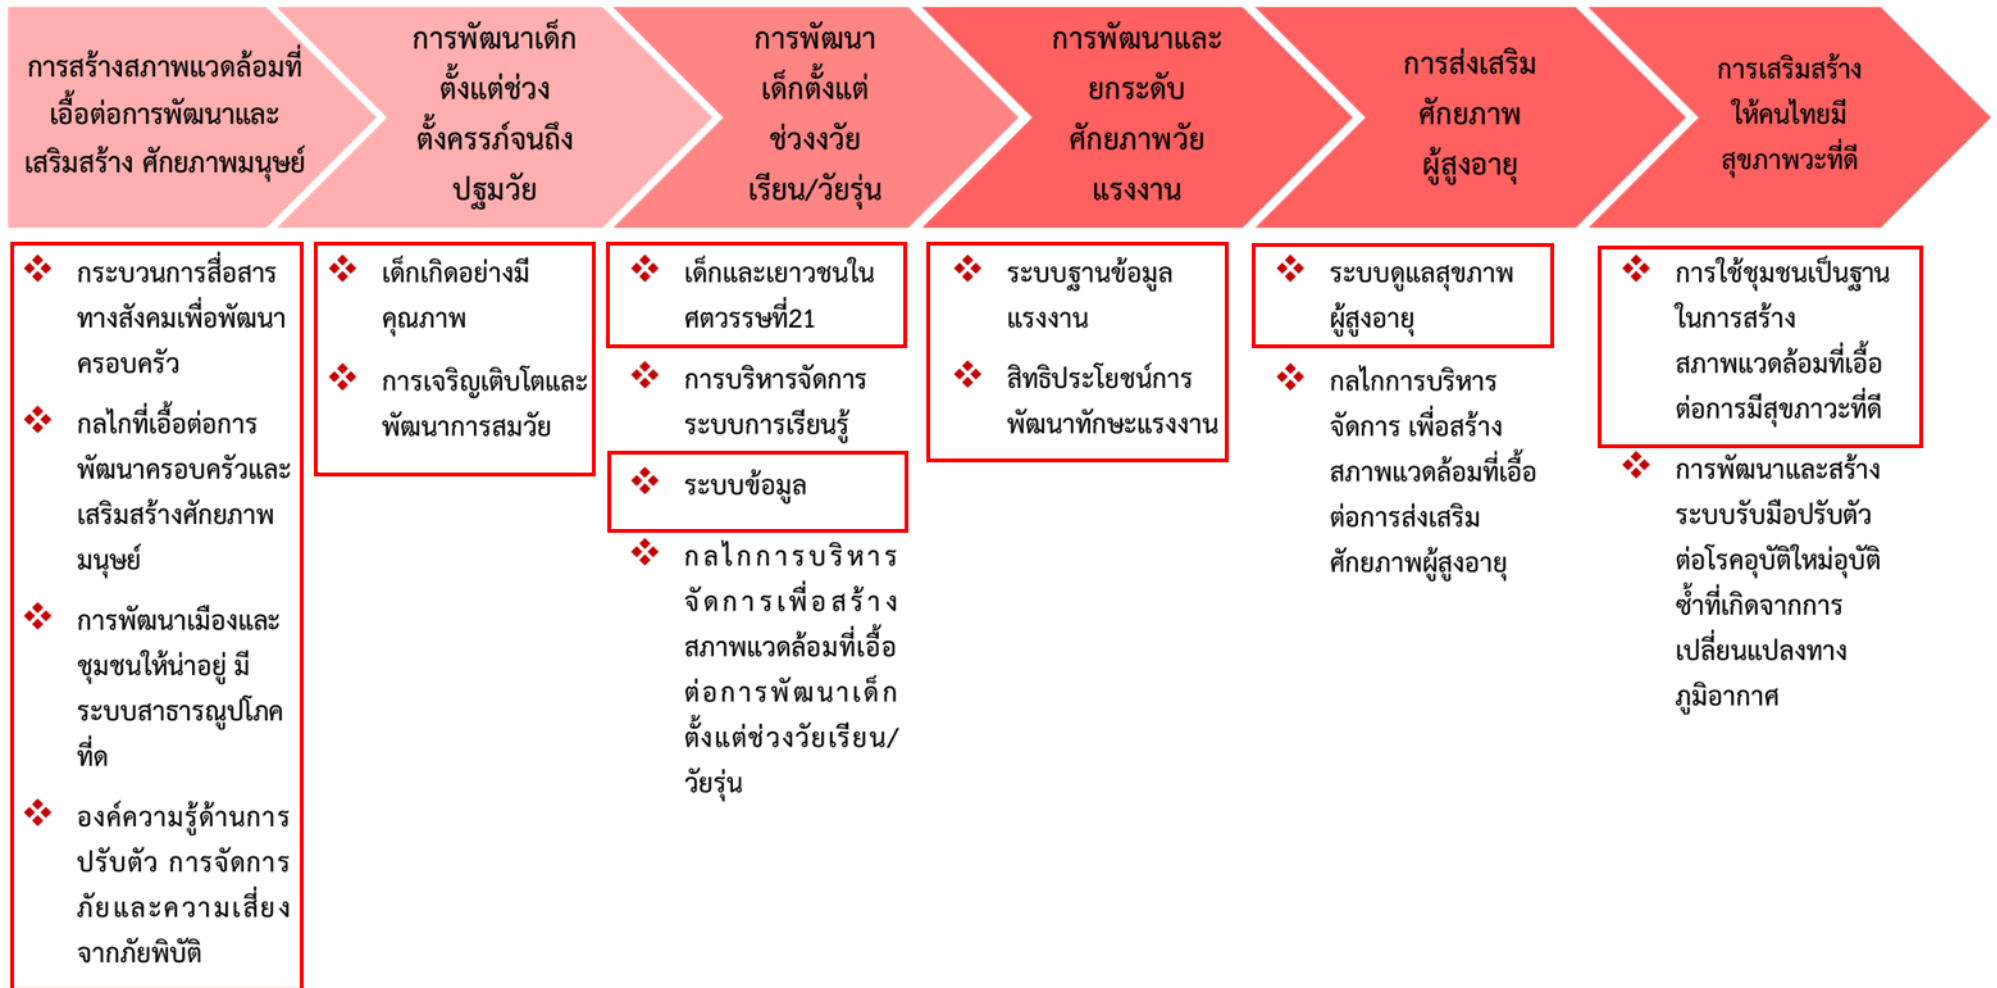 การสร้างสภาพแวดล้อมที่
เอื้อต่อการพัฒนาและ
เสริมสร้าง ศักยภาพมนุษย์
การพัฒนาเด็ก
ตั้งแต่ช่วง
ตั้งครรภ์จนถึง
ปฐมวัย
การพัฒนา
เด็กตั้งแต่
ช่วงงวัย
เรียน/วัยรุ่น
การพัฒนาและ
ยกระดับ
ศักยภาพวัย
แรงงาน
การส่งเสริม
ศักยภาพ
ผู้สูงอายุ
การเสริมสร้าง
ให้คนไทยมี
สุขภาพวะที่ดี
❖ กระบวนการสื่อสาร
ทางสังคมเพื่อพัฒนา
ครอบครัว
❖ กลไกที่เอื้อต่อการ
พัฒนาครอบครัวและ
เสริมสร้างศักยภาพ
มนุษย์
❖ การพัฒนาเมืองและ
ชุมชนให้น่าอยู่ มี
ระบบสาธารณูปโภค
ที่ด
❖ องค์ความรู้ด้านการ
ปรับตัว การจัดการ
ภัยและความเสี่ยง
จากภัยพิบัติ
❖ เด็กเกิดอย่างมี
คุณภาพ
❖ การเจริญเติบโตและ
พัฒนาการสมวัย
❖ เด็กและเยาวชนใน
ศตวรรษที่21
❖ การบริหารจัดการ
ระบบการเรียนรู้
❖ ระบบข้อมูล
❖ กลไกการบริหาร
จัดการเพื่อสร้าง
สภาพแวดล้อมที่เอื้อ
ต่อการพัฒนาเด็ก
ตั้งแต่ช่วงวัยเรียน/
วัยรุ่น
❖ ระบบฐานข้อมูล
แรงงาน
❖ สิทธิประโยชน์การ
พัฒนาทักษะแรงงาน
❖ ระบบดูแลสุขภาพ
ผู้สูงอายุ
❖ กลไกการบริหาร
จัดการ เพื่อสร้าง
สภาพแวดล้อมที่เอื้อ
ต่อการส่งเสริม
ศักยภาพผู้สูงอายุ
❖ การใช้ชุมชนเป็นฐาน
ในการสร้าง
สภาพแวดล้อมที่เอื้อ
ต่อการมีสุขภาวะที่ดี
❖ การพัฒนาและสร้าง
ระบบรับมือปรับตัว
ต่อโรคอุบัติใหม่อุบัติ
ซ้ำที่เกิดจากการ
เปลี่ยนแปลงทาง
ภูมิอากาศ